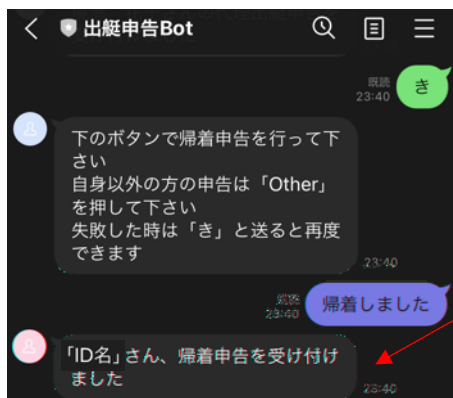 出艇申告Bot
既読
23:40
き
下のボタンで帰着申告を行って下
さい
自身以外の方の申告は「Other」
を押して下さい
失敗した時は「き」と送ると再度
できます
23:40
既読
23:40
帰着しました
「ID名」さん、帰着申告を受け付け
ました
23:40